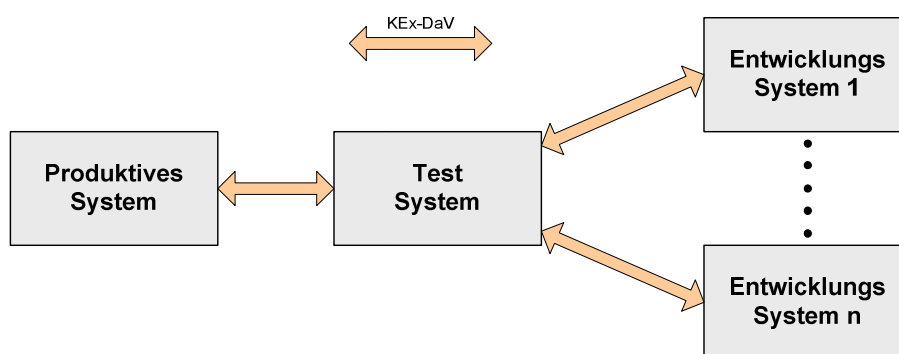 KEx-DaV
Entwicklungs
System 1
Produktives
System
Test
System
Entwicklungs
System n